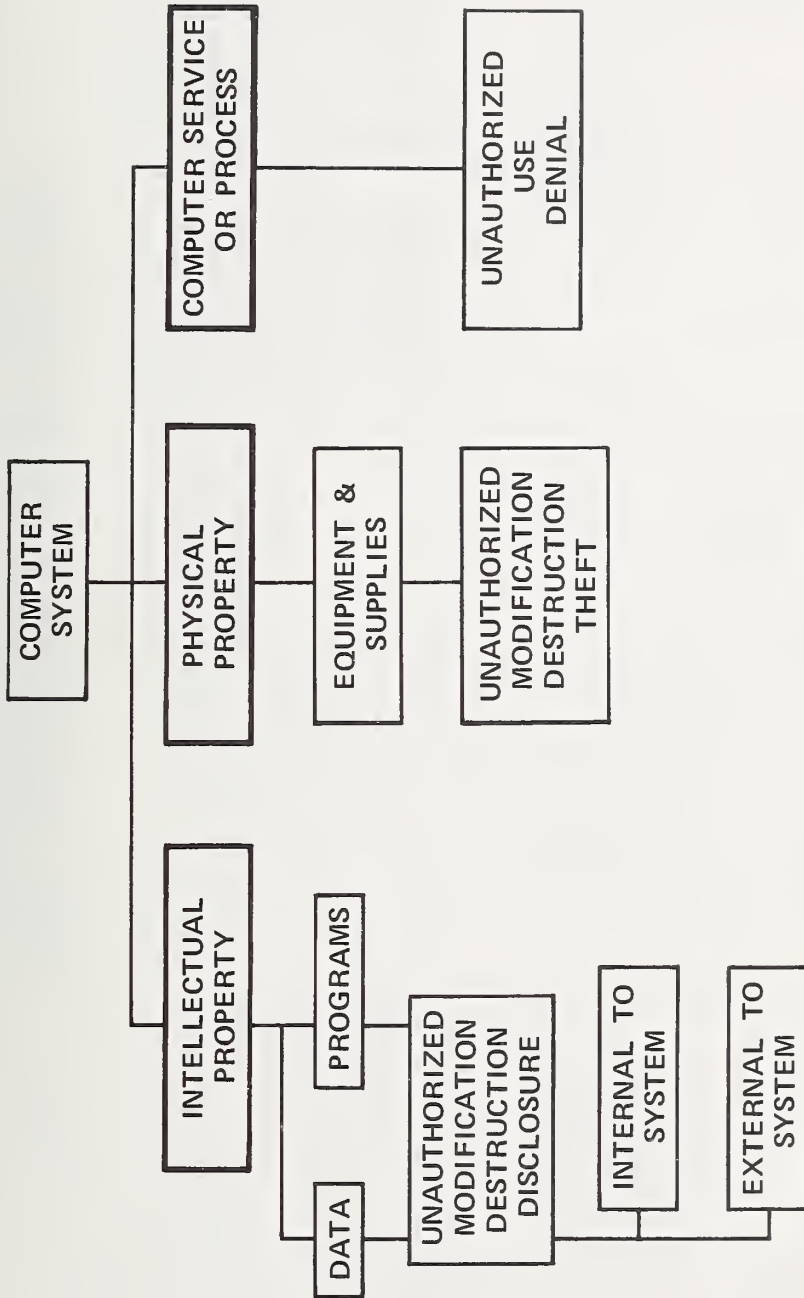 COMPUTER
SYSTEM
INTELLECTUAL
PROPERTY
PHYSICAL
PROPERTY
COMPUTER SERVICE
OR PROCESS
DATA
PROGRAMS
EQUIPMENT &
SUPPLIES
UNAUTHORIZED
MODIFICATION
DESTRUCTION
DISCLOSURE
UNAUTHORIZED
MODIFICATION
DESTRUCTION
THEFT
UNAUTHORIZED
USE
DENIAL
INTERNAL TO
SYSTEM
EXTERNAL TO
SYSTEM